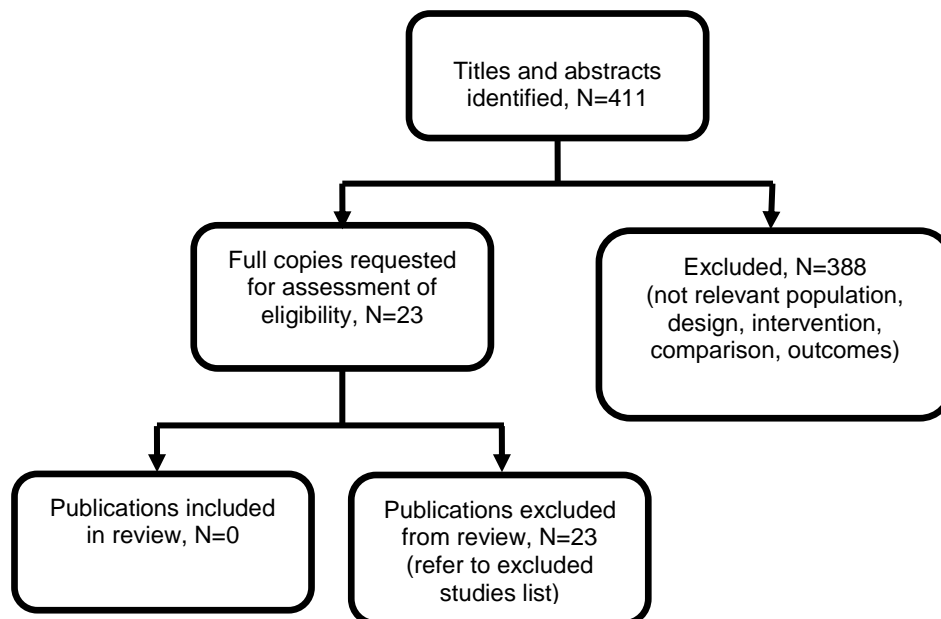 Titles and abstracts
identified, N=411
Full copies requested
for assessment of
eligibility, N=23
Excluded, N=388
(not relevant population,
design, intervention,
comparison, outcomes)
Publications included
in review, N=0
Publications excluded
from review, N=23
(refer to excluded
studies list)